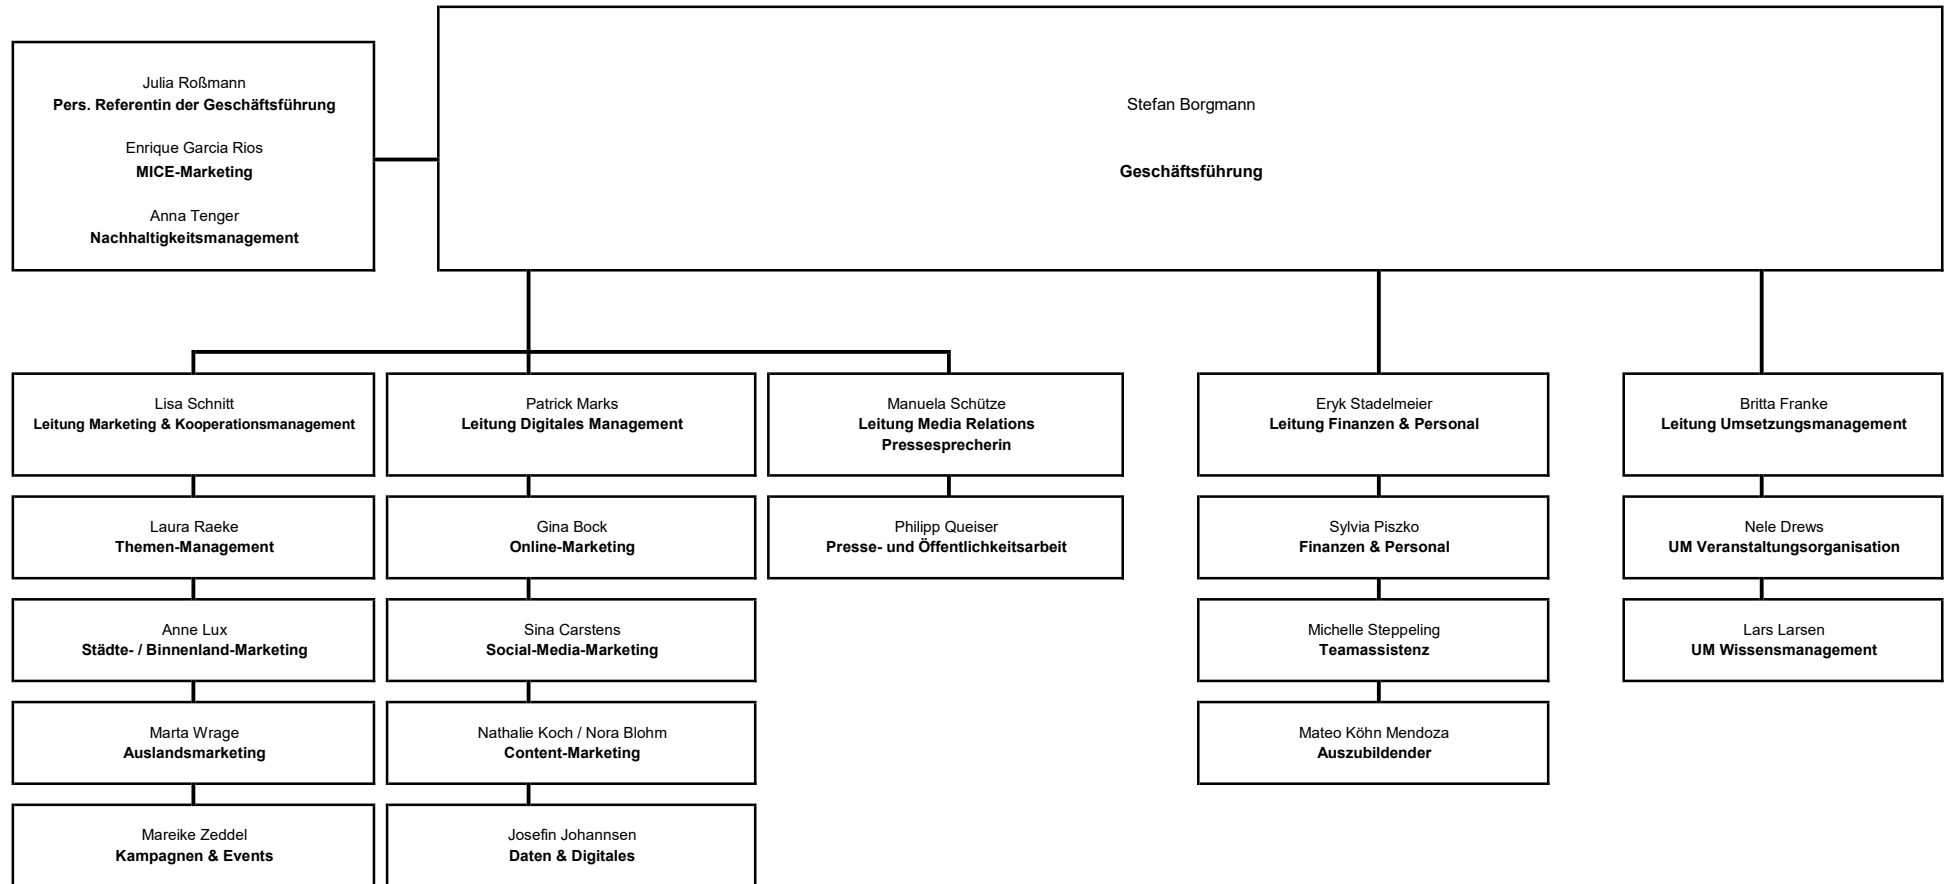 Julia Roßmann
Pers. Referentin der Geschäftsführung
Enrique Garcia Rios
MICE-Marketing
Anna Tenger
Nachhaltigkeitsmanagement
Stefan Borgmann
Geschäftsführung
Lisa Schnitt
Leitung Marketing & Kooperationsmanagement
Laura Raeke
Themen-Management
Anne Lux
Städte- / Binnenland-Marketing
Marta Wrage
Auslandsmarketing
Mareike Zeddel
Kampagnen & Events
Patrick Marks
Leitung Digitales Management
Gina Bock
Online-Marketing
Sina Carstens
Social-Media-Marketing
Nathalie Koch / Nora Blohm
Content-Marketing
Josefin Johannsen
Daten & Digitales
Manuela Schütze
Leitung Media Relations
Pressesprecherin
Philipp Queiser
Presse- und Öffentlichkeitsarbeit
Eryk Stadelmeier
Leitung Finanzen & Personal
Sylvia Piszko
Finanzen & Personal
Michelle Steppeling
Teamassistenz
Mateo Köhn Mendoza
Auszubildender
Britta Franke
Leitung Umsetzungsmanagement
Nele Drews
UM Veranstaltungsorganisation
Lars Larsen
UM Wissensmanagement